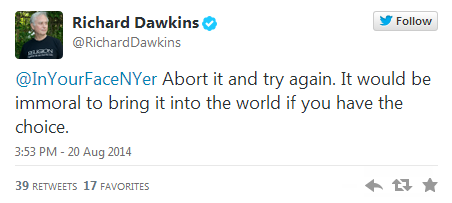 Richard Dawkins
Follow
@RichardDawkins
@InYourFaceNYer Abort it and try again. It would be
immoral to bring it into the world if you have the
choice.
3:53 PM - 20 Aug 2014
39 RETWEETS 17 FAVORITES